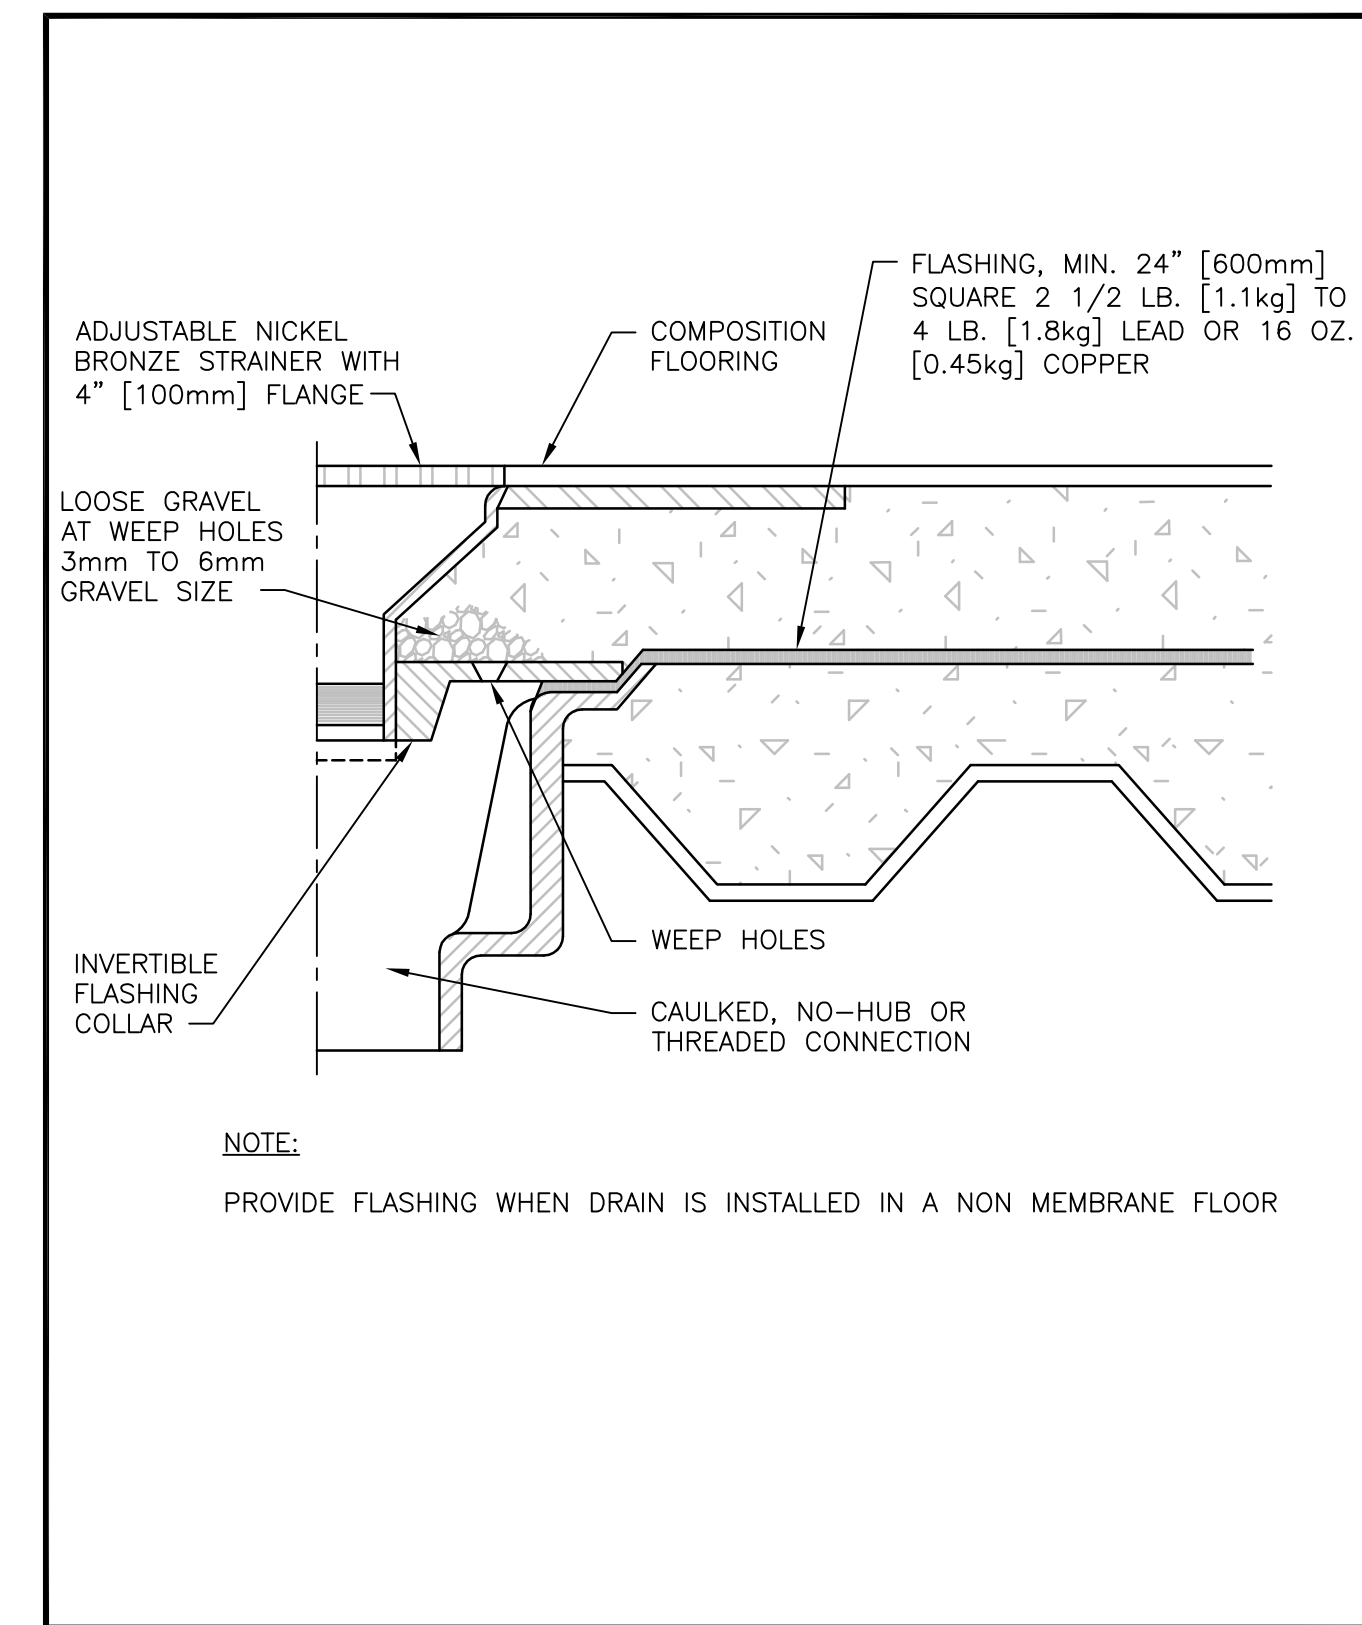 FLASHING, MIN. 24” [600mm]
SQUARE 2 1/2 LB. [1.1kg] TO
4 LB. [1.8kg] LEAD OR 16 OZ.
[0.45kg] COPPER
ADJUSTABLE NICKEL
BRONZE STRAINER WITH
4” [100mm] FLANGE
COMPOSITION
FLOORING
LOOSE GRAVEL
AT WEEP HOLES
3mm TO 6mm
GRAVEL SIZE
WEEP HOLES
INVERTIBLE
FLASHING
COLLAR
CAULKED, NO-HUB OR
THREADED CONNECTION
NOTE:
PROVIDE FLASHING WHEN DRAIN IS INSTALLED IN A NON MEMBRANE FLOOR